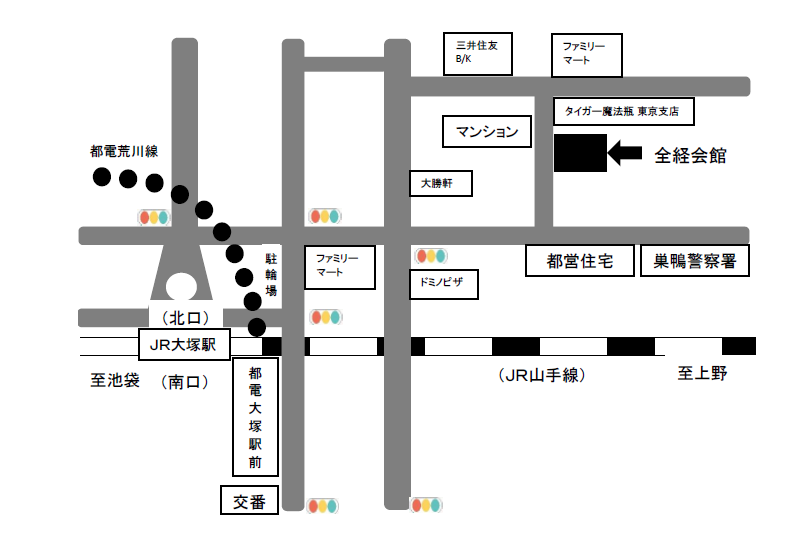 三井住友
B/K
ファミリー
マート
タイガー魔法瓶 東京支店
マンション
都電荒川線
全経会館
大勝軒
駐輪場
ファミリー
マート
都営住宅
巣鴨警察署
ドミノピザ
（北口）
JR大塚駅
至池袋
（南口）
都電大塚駅前
（JR山手線）
至上野
交番